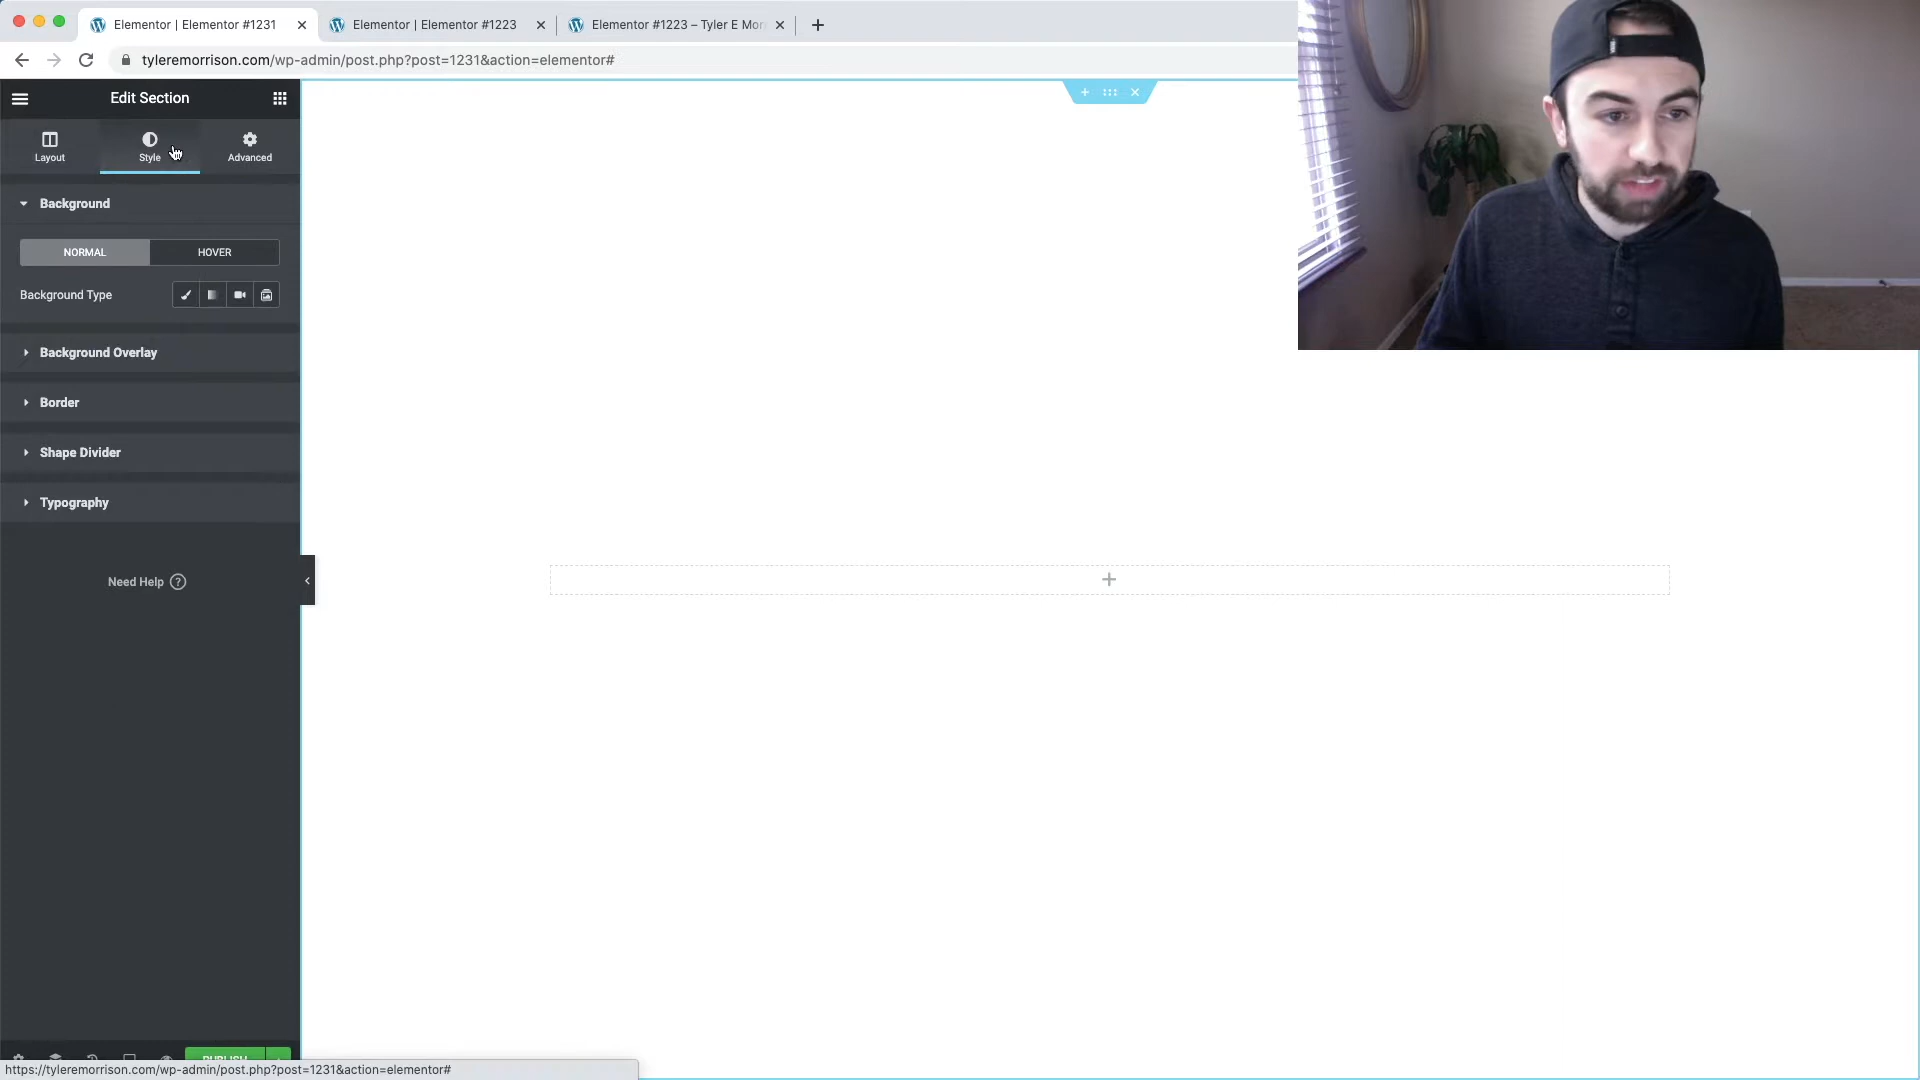 Elementor | Elementor #1231
Elementor | Elementor #1223
Elementor #1223 – Tyler E Mor
tyleremorrison.com/wp-admin/post.php?post=1231&action=elementor#
Edit Section
Layout
Style
Advanced
Background
NORMAL
HOVER
Background Type
Background Overlay
Border
Shape Divider
Typography
Need Help ?
PUBLISH
https://tyleremorrison.com/wp-admin/post.php?post=1231&action=elementor#